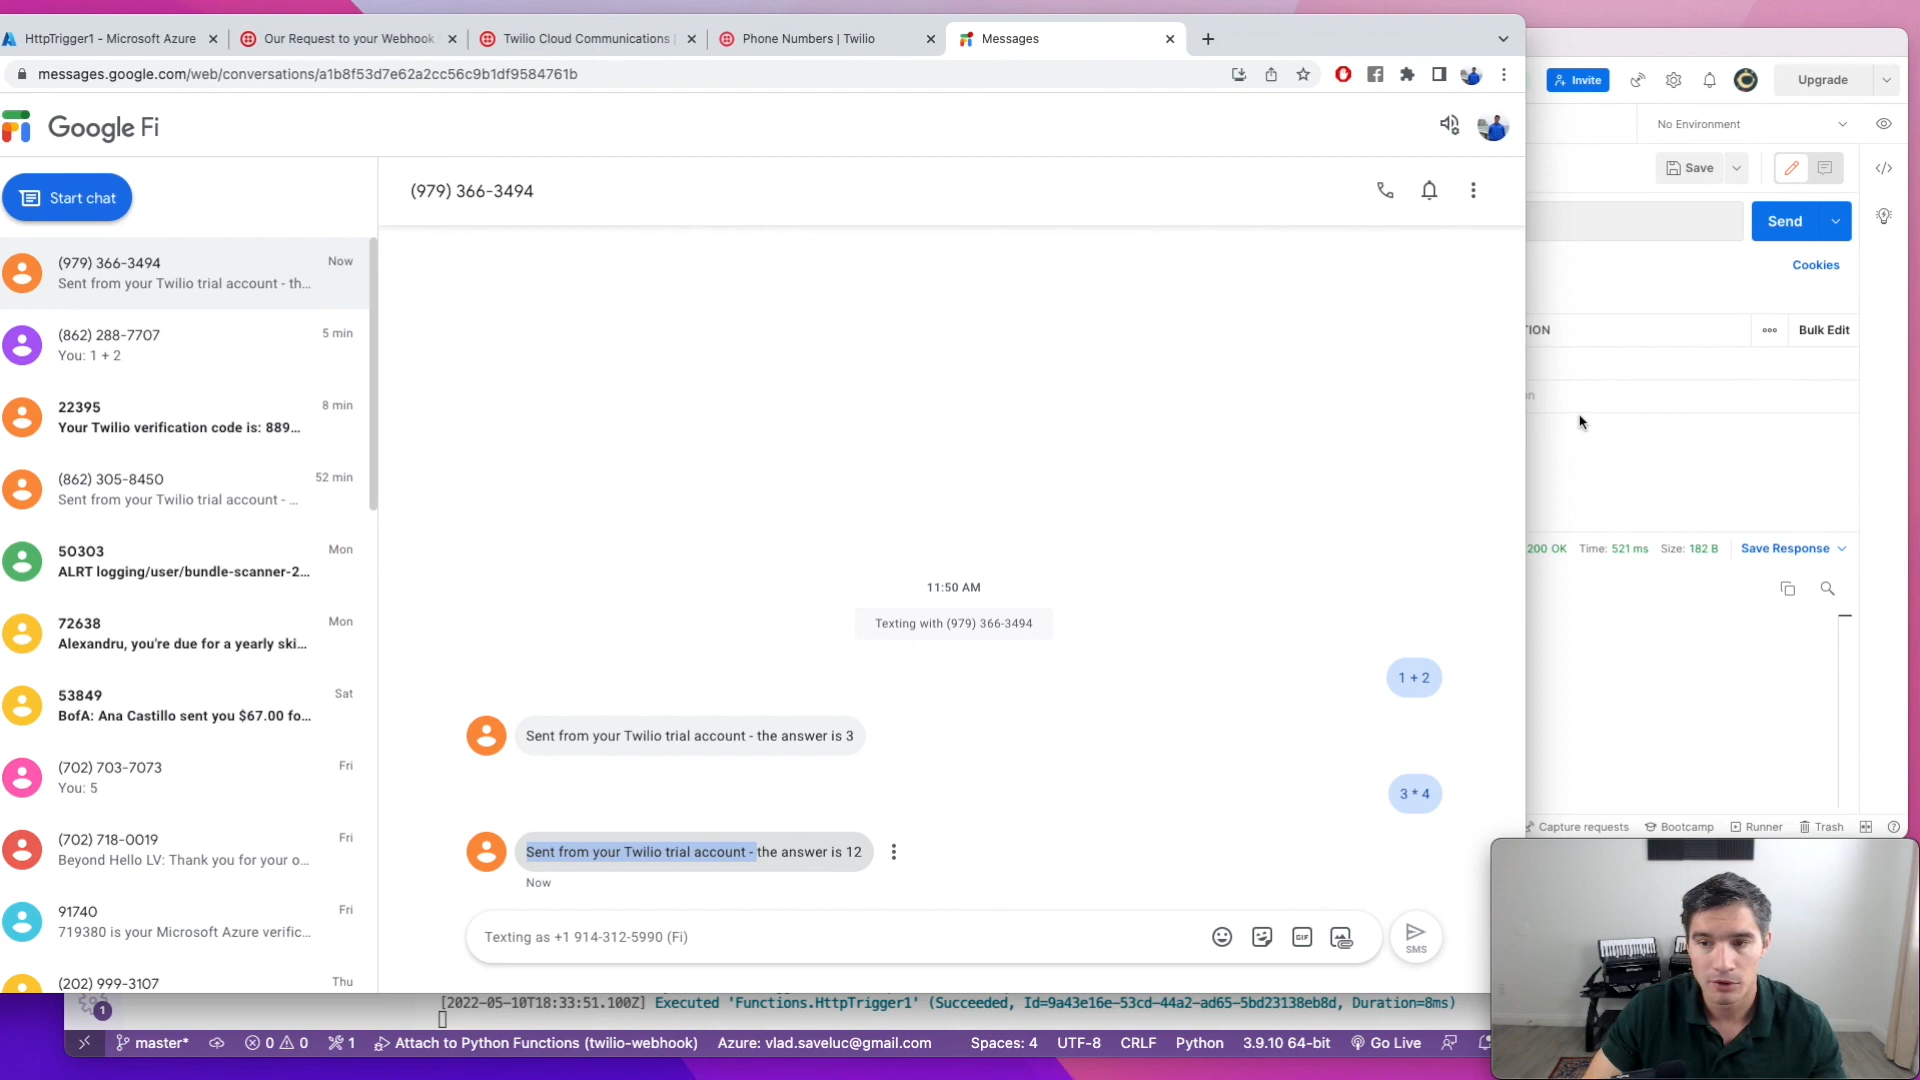 HttpTrigger1 - Microsoft Azure
Our Request to your Webhook
Twilio Cloud Communications |
Phone Numbers | Twilio
Messages
messages.google.com/web/conversations/a1b8f53d7e62a2cc56c9b1df9584761b
Google Fi
Start chat
(979) 366-3494
Now
Sent from your Twilio trial account - th...
(862) 288-7707
5 min
You: 1 + 2
22395
8 min
Your Twilio verification code is: 889...
(862) 305-8450
52 min
Sent from your Twilio trial account - ...
50303
Mon
ALRT logging/user/bundle-scanner-2...
72638
Mon
Alexandru, you're due for a yearly ski...
53849
Sat
BofA: Ana Castillo sent you $67.00 fo...
(702) 703-7073
Fri
You: 5
(702) 718-0019
Fri
Beyond Hello LV: Thank you for your o...
91740
Fri
719380 is your Microsoft Azure verific...
(202) 999-3107
Thu
(979) 366-3494
11:50 AM
Texting with (979) 366-3494
1 + 2
Sent from your Twilio trial account - the answer is 3
3 * 4
Sent from your Twilio trial account - the answer is 12
Now
Texting as +1 914-312-5990 (Fi)
GIF
SMS
Invite
Upgrade
No Environment
Save
Send
Cookies
TION
Bulk Edit
200 OK Time: 521 ms Size: 182 B Save Response
Capture requests Bootcamp Runner Trash
[2022-05-10T18:33:51.100Z] Executed 'Functions.HttpTrigger1' (Succeeded, Id=9a43e16e-53cd-44a2-ad65-5bd23138eb8d, Duration=8ms)
1
master* 0 0 1 Attach to Python Functions (twilio-webhook) Azure: vlad.saveluc@gmail.com Spaces: 4 UTF-8 CRLF Python 3.9.10 64-bit Go Live